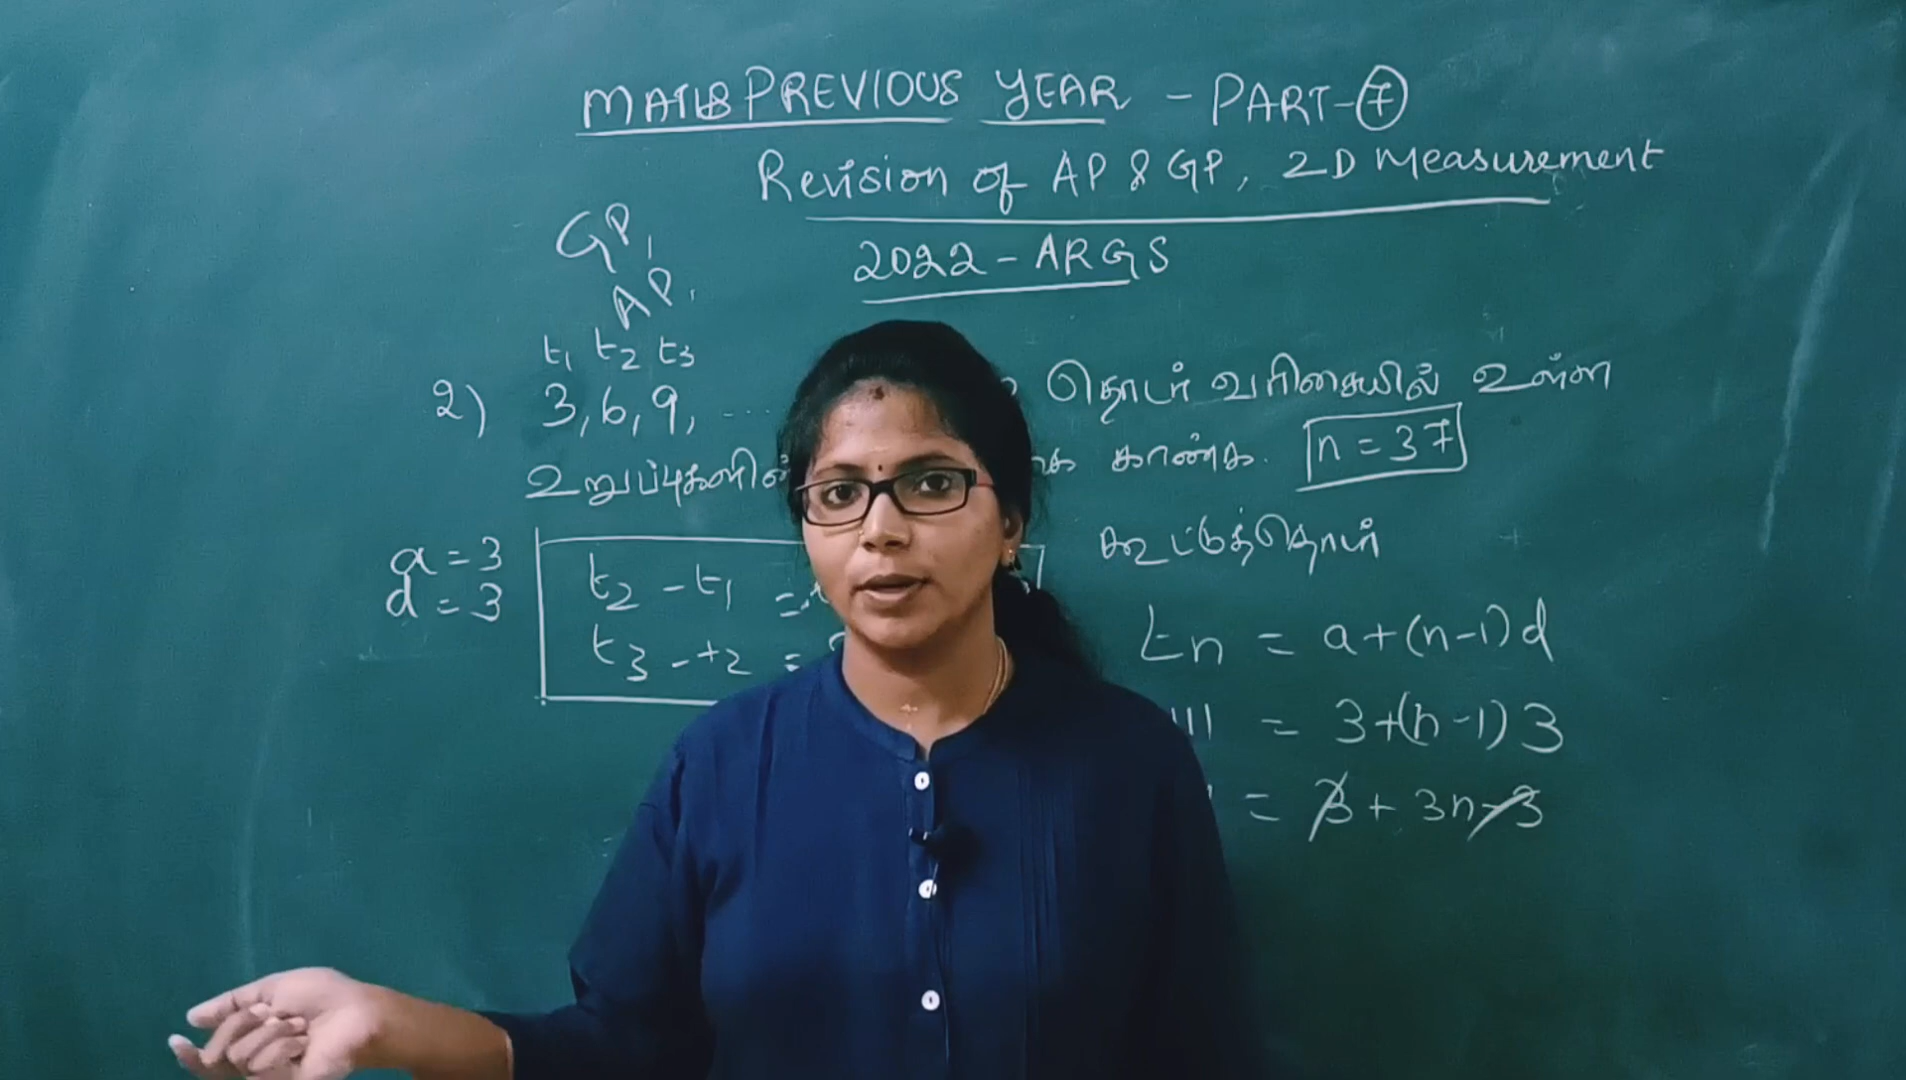 MATHS PREVIOUS YEAR - PART-7
Revision of AP & GP, 2D Measurement
2022 - ARGS
GP,
AP,
t1 t2 t3
2) 3, 6, 9, .... தொடர் வரிசையில் உள்ள
உறுப்புகளின் காண்க. n = 37
கூட்டுத்தொடர்
a = 3
d = 3
t2 - t1 =
t3 - t2 =
tn = a+(n-1)d
111 = 3+(n-1)3
= 3 + 3n - 3